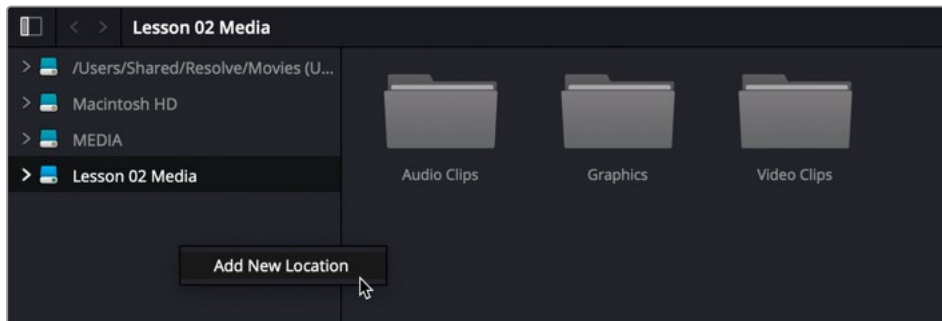 Lesson 02 Media
/Users/Shared/Resolve/Movies (U...
Macintosh HD
MEDIA
Lesson 02 Media
Audio Clips
Graphics
Video Clips
Add New Location